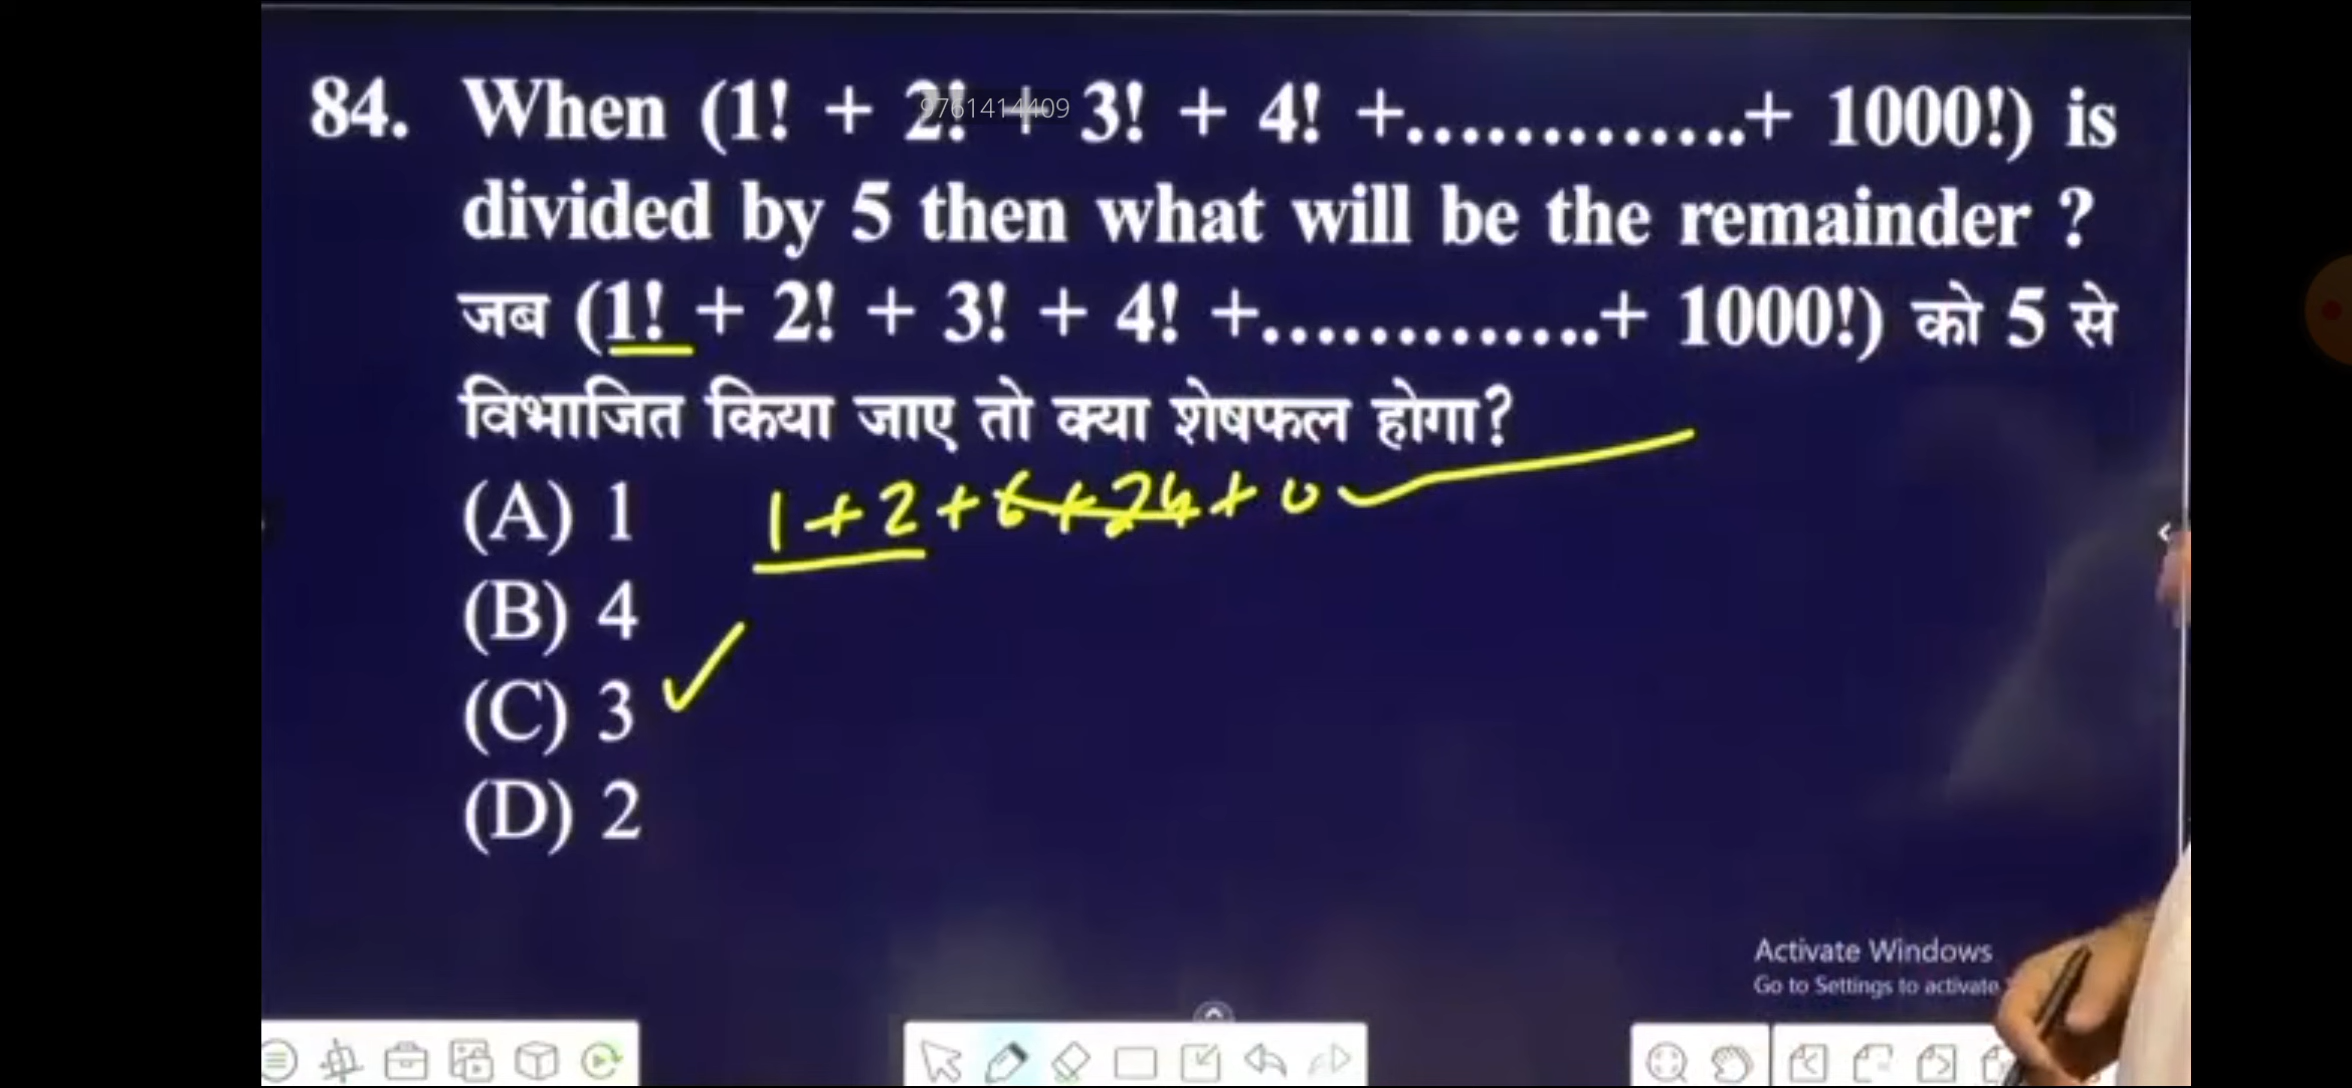 84. When (1! + 2! + 3! + 4! +.............+ 1000!) is
9761414409
divided by 5 then what will be the remainder ?
जब (1! + 2! + 3! + 4! +.............+ 1000!) को 5 से
विभाजित किया जाए तो क्या शेषफल होगा?
(A) 1
1+2+6+24+0
(B) 4
(C) 3
(D) 2
Activate Windows
Go to Settings to activate